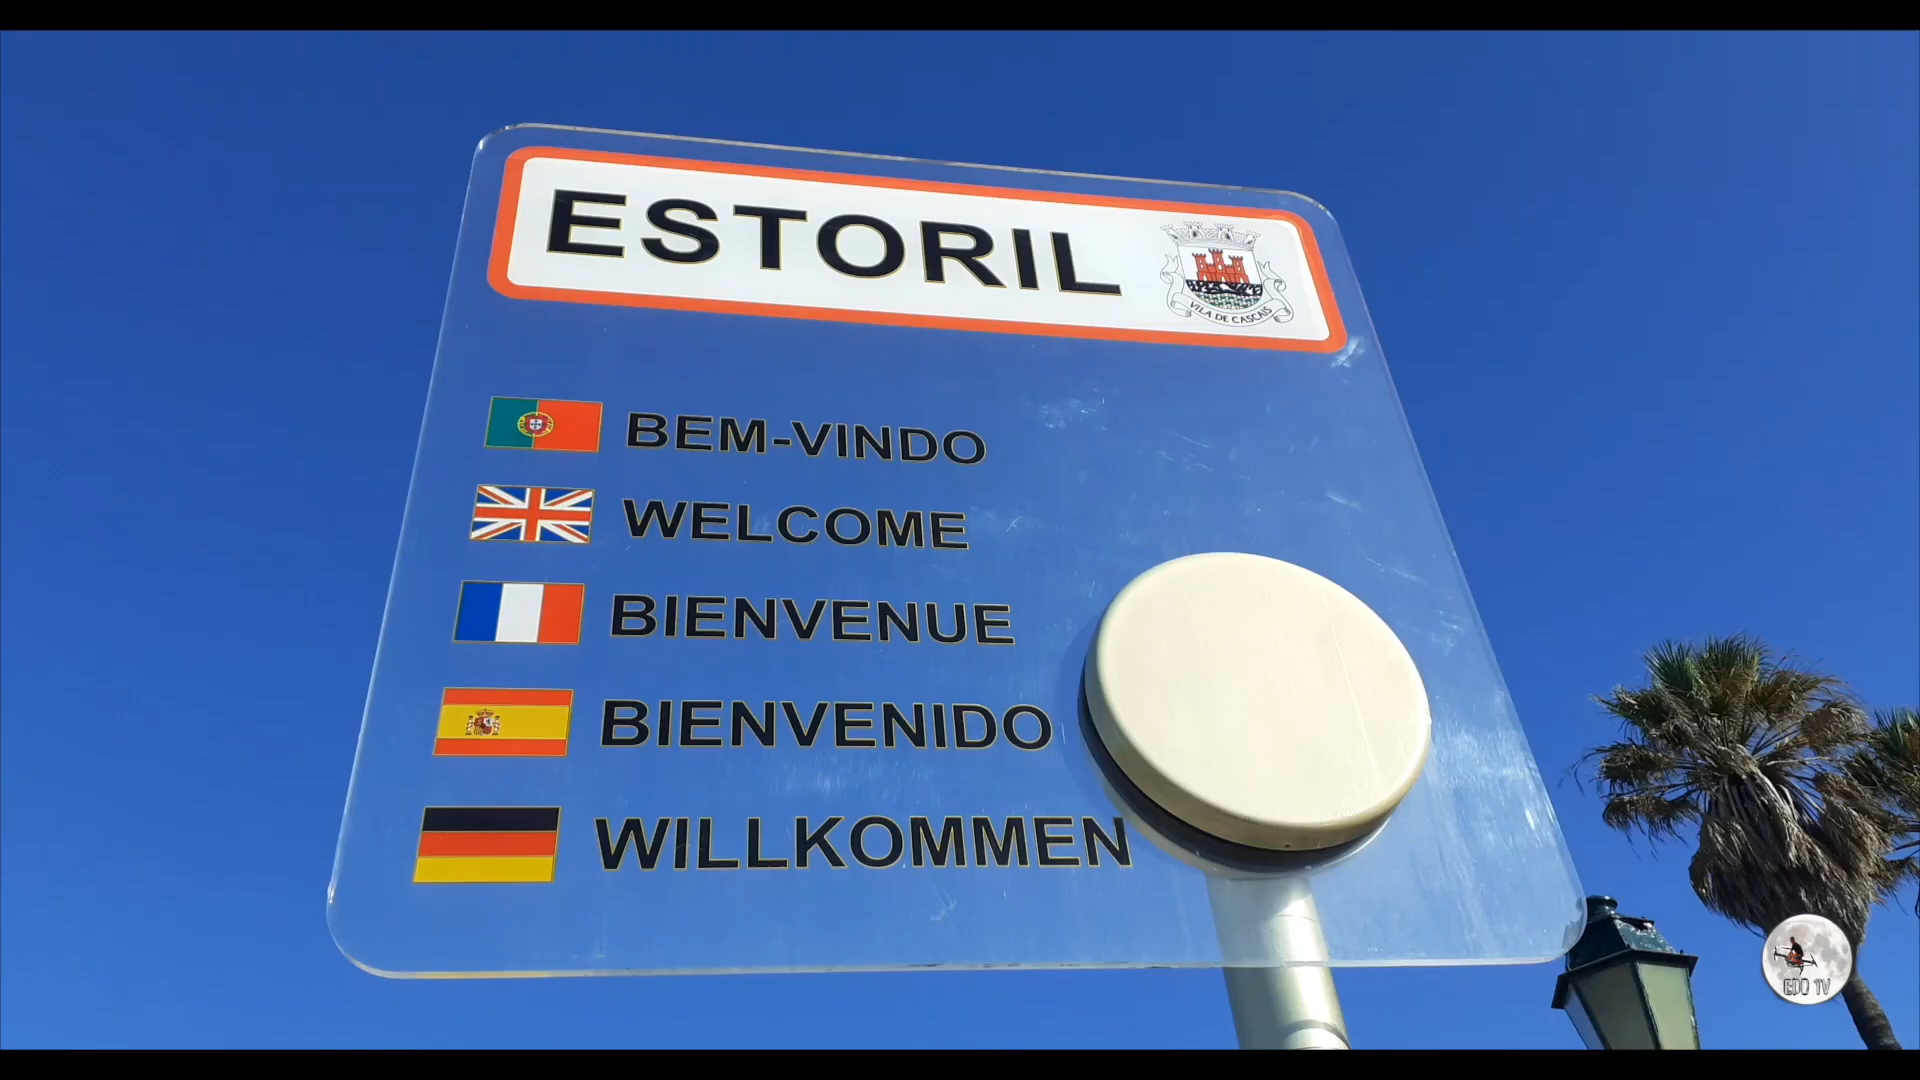 ESTORIL
VILA DE CASCAIS
BEM-VINDO
WELCOME
BIENVENUE
BIENVENIDO
WILLKOMMEN
EDO TV